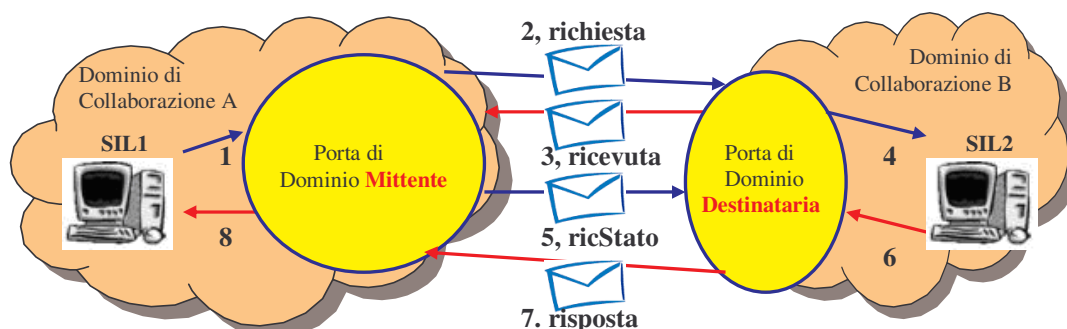 2, richiesta
Dominio di
Collaborazione A
Dominio di
Collaborazione B
SIL1
1
Porta di
Dominio Mittente
3, ricevuta
Porta di
Dominio
Destinataria
4
SIL2
8
5, ricStato
6
7. risposta